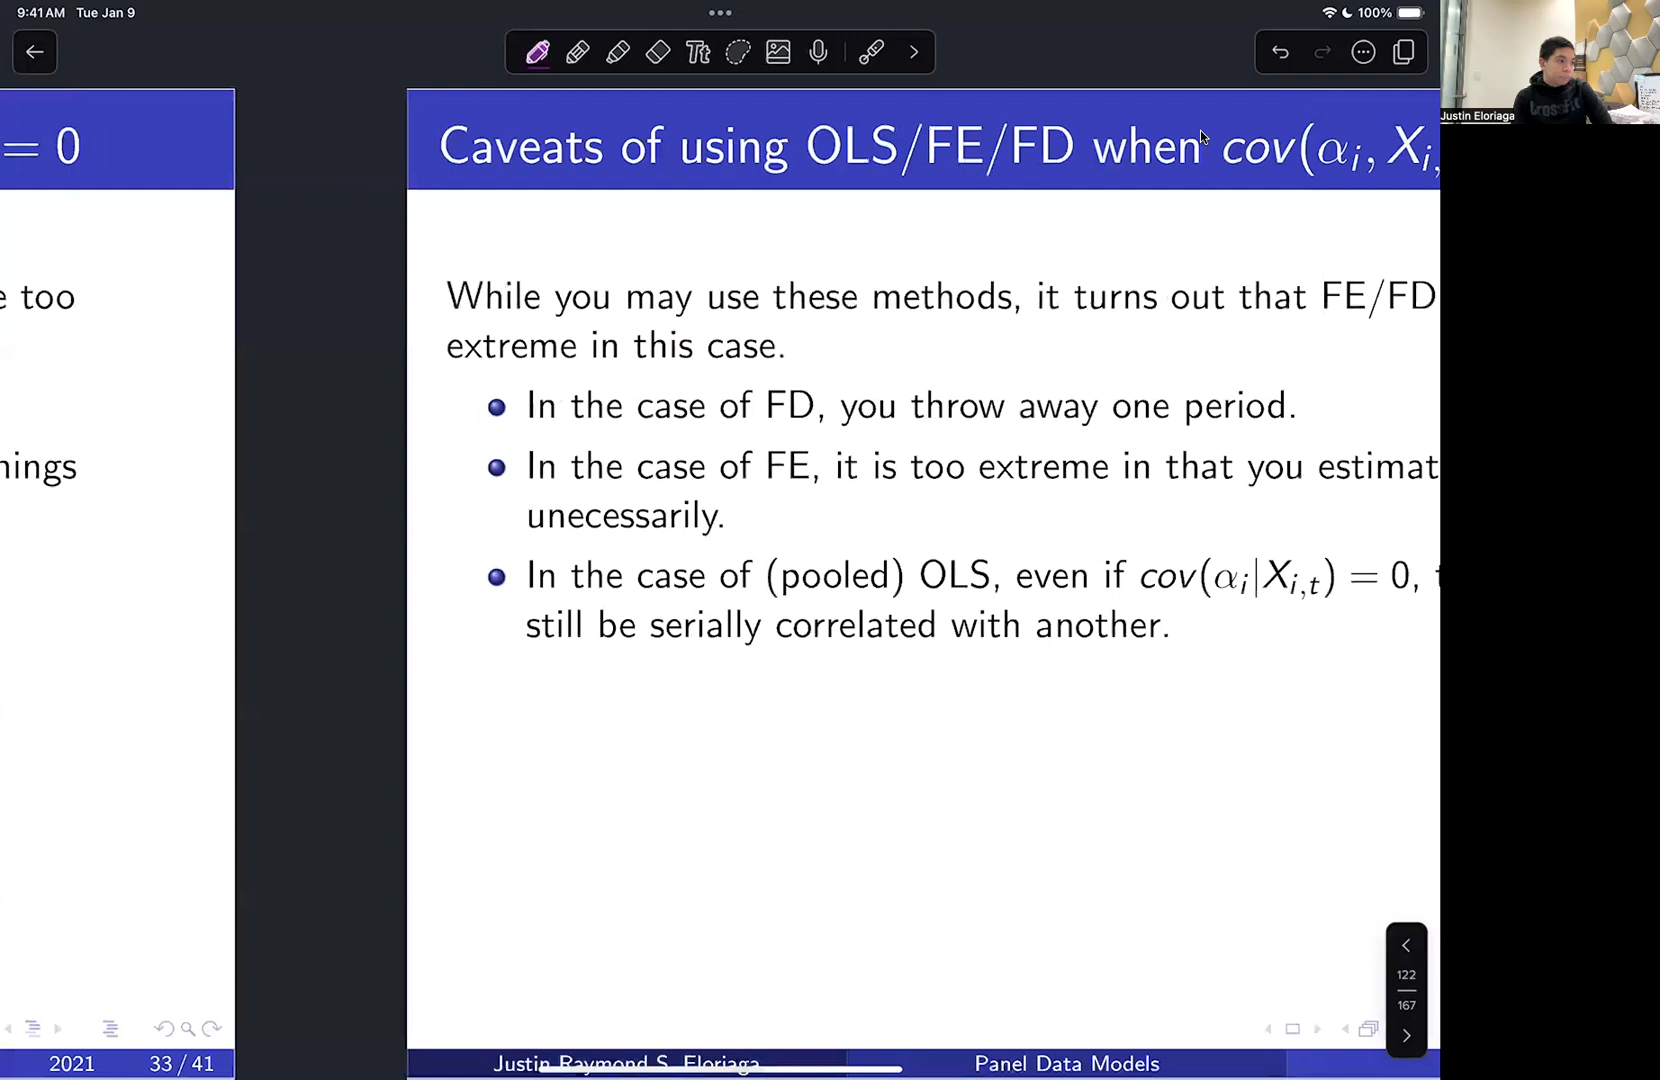 9:41 AM Tue Jan 9
100%
Tt
Justin Eloriaga
= 0
e too
nings
2021 33 / 41
Caveats of using OLS/FE/FD when cov(αᵢ, Xᵢ,
While you may use these methods, it turns out that FE/FD
extreme in this case.
In the case of FD, you throw away one period.
In the case of FE, it is too extreme in that you estimat
unecessarily.
In the case of (pooled) OLS, even if cov(αᵢ|Xᵢ,ₜ) = 0, t
still be serially correlated with another.
122
167
Justin Raymond S. Eloriaga Panel Data Models